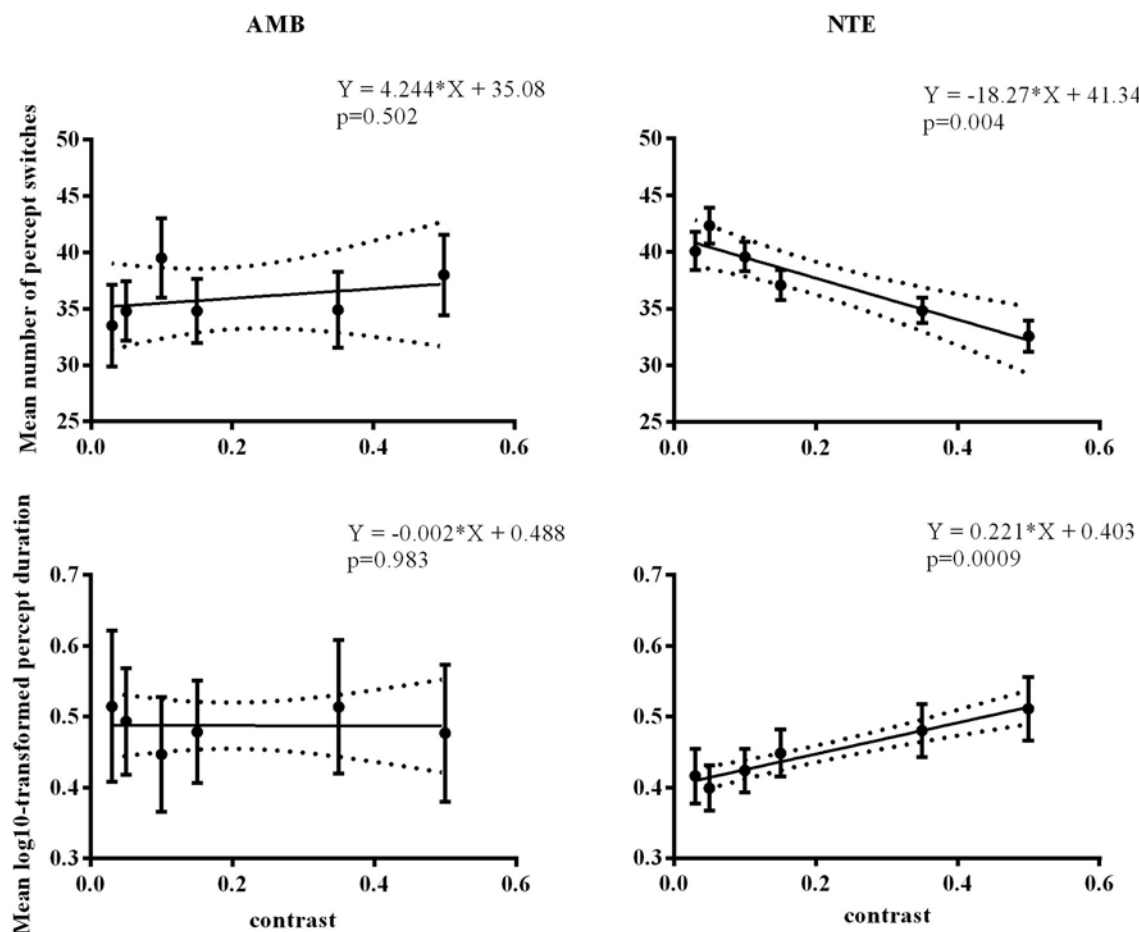 AMB
NTE
Y = 4.244*X + 35.08
p=0.502
Y = -18.27*X + 41.34
p=0.004
Mean number of percept switches
50
45
40
35
30
25
0.0 0.2 0.4 0.6
50
45
40
35
30
25
0.0 0.2 0.4 0.6
Y = -0.002*X + 0.488
p=0.983
Y = 0.221*X + 0.403
p=0.0009
Mean log10-transformed percept duration
0.7
0.6
0.5
0.4
0.3
0.0 0.2 0.4 0.6
contrast
0.7
0.6
0.5
0.4
0.3
0.0 0.2 0.4 0.6
contrast